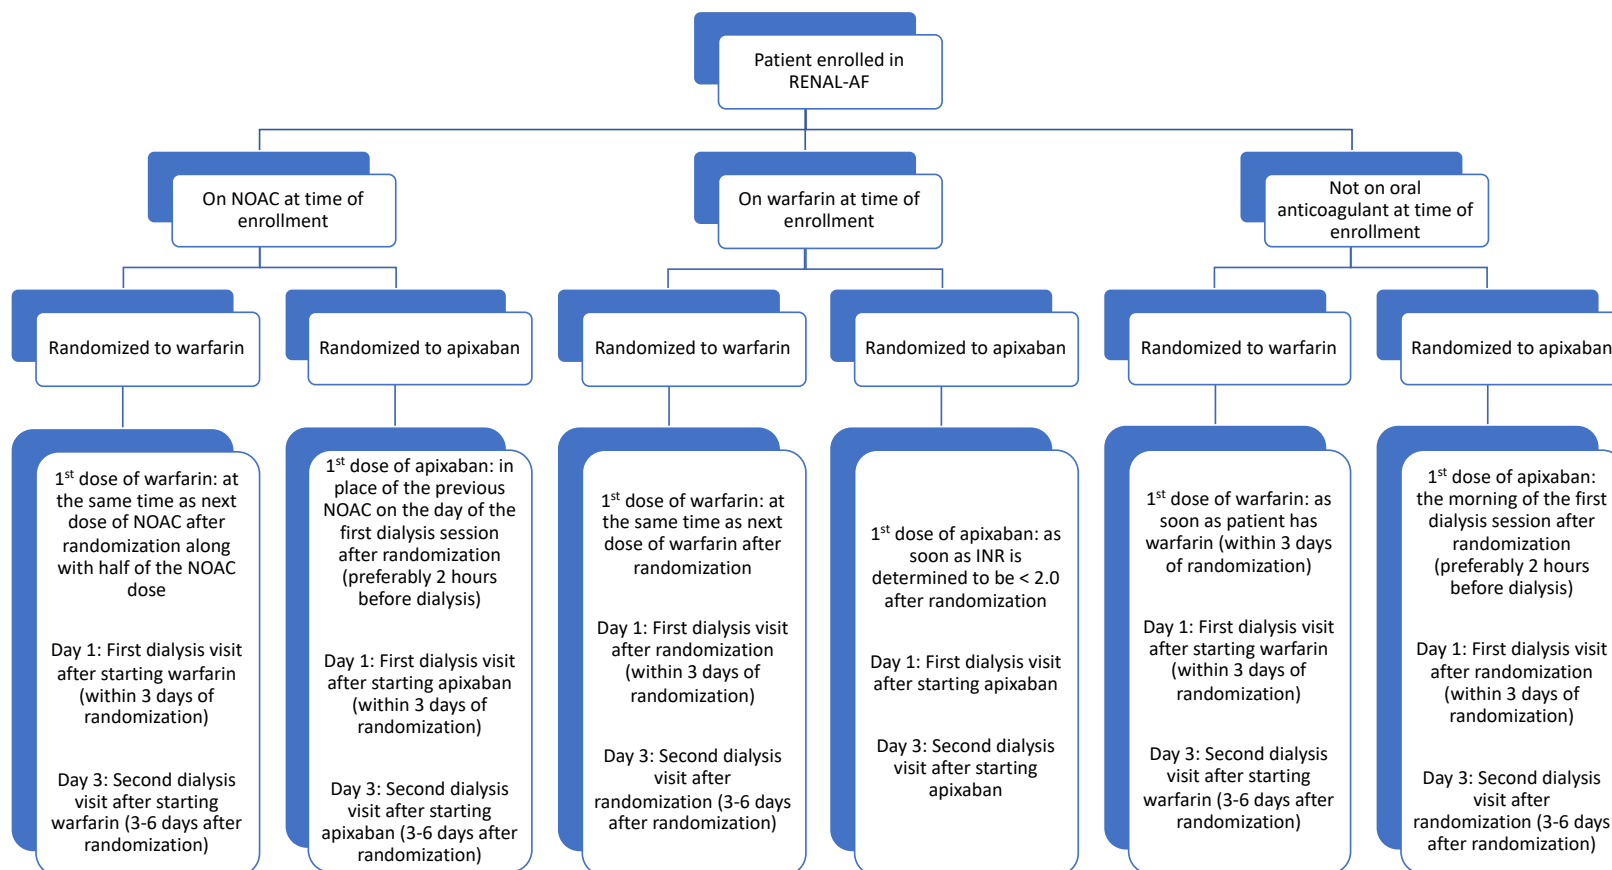 Patient enrolled in
RENAL-AF
On NOAC at time of
enrollment
On warfarin at time of
enrollment
Not on oral
anticoagulant at time of
enrollment
Randomized to warfarin
Randomized to apixaban
Randomized to warfarin
Randomized to apixaban
Randomized to warfarin
Randomized to apixaban
1st dose of warfarin: at
the same time as next
dose of NOAC after
randomization along
with half of the NOAC
dose
Day 1: First dialysis visit
after starting warfarin
(within 3 days of
randomization)
Day 3: Second dialysis
visit after starting
warfarin (3-6 days after
randomization)
1st dose of apixaban: in
place of the previous
NOAC on the day of the
first dialysis session
after randomization
(preferably 2 hours
before dialysis)
Day 1: First dialysis visit
after starting apixaban
(within 3 days of
randomization)
Day 3: Second dialysis
visit after starting
apixaban (3-6 days after
randomization)
1st dose of warfarin: at
the same time as next
dose of warfarin after
randomization
Day 1: First dialysis visit
after randomization
(within 3 days of
randomization)
Day 3: Second dialysis
visit after
randomization (3-6 days
after randomization)
1st dose of apixaban: as
soon as INR is
determined to be < 2.0
after randomization
Day 1: First dialysis visit
after starting apixaban
Day 3: Second dialysis
visit after starting
apixaban
1st dose of warfarin: as
soon as patient has
warfarin (within 3 days
of randomization)
Day 1: First dialysis visit
after starting warfarin
(within 3 days of
randomization)
Day 3: Second dialysis
visit after starting
warfarin (3-6 days after
randomization)
1st dose of apixaban:
the morning of the first
dialysis session after
randomization
(preferably 2 hours
before dialysis)
Day 1: First dialysis visit
after randomization
(within 3 days of
randomization)
Day 3: Second dialysis
visit after
randomization (3-6 days
after randomization)